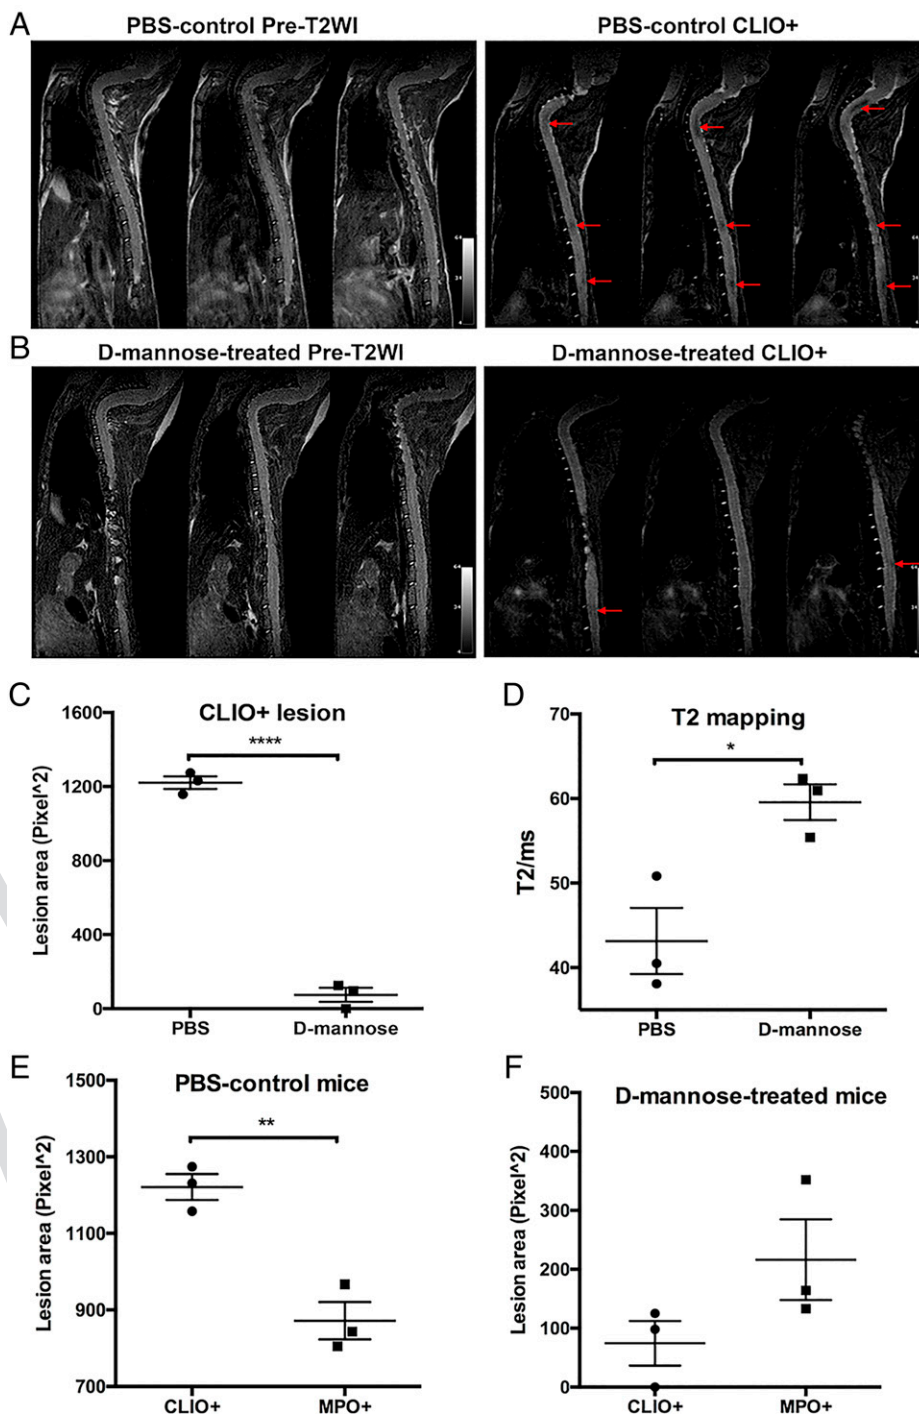 A
PBS-control Pre-T2WI
PBS-control CLIO+
64
B
D-mannose-treated Pre-T2WI
D-mannose-treated CLIO+
64
C
CLIO+ lesion
****
1600
1200
800
400
0
Lesion area (Pixel^2)
PBS
D-mannose
D
T2 mapping
*
70
60
50
40
T2/ms
PBS
D-mannose
E
PBS-control mice
**
1500
1300
1100
900
700
Lesion area (Pixel^2)
CLIO+
MPO+
F
D-mannose-treated mice
500
400
300
200
100
0
Lesion area (Pixel^2)
CLIO+
MPO+